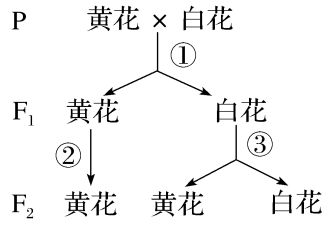 P 黄花 × 白花
①
F₁ 黄花 白花
② ③
F₂ 黄花 黄花 白花